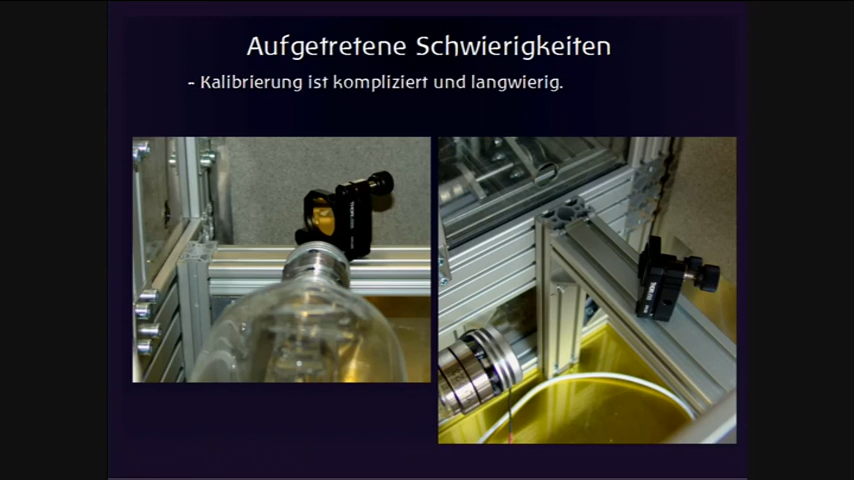 Aufgetretene Schwierigkeiten
- Kalibrierung ist kompliziert und langwierig.